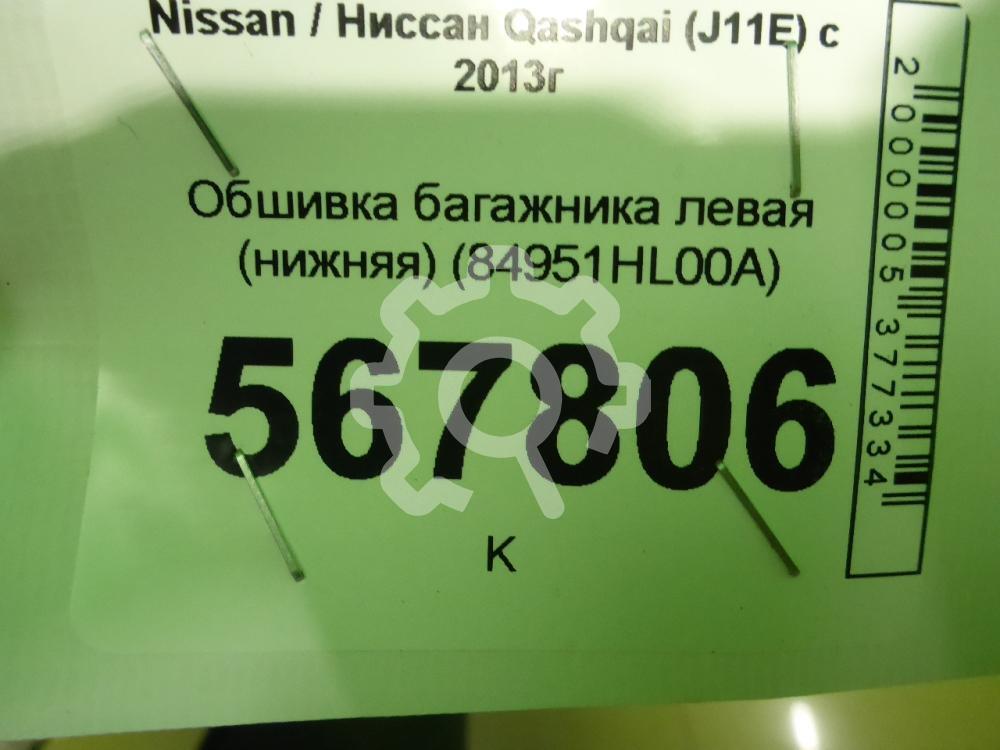 Nissan / Ниссан Qashqai (J11E) с
2013г
Обшивка багажника левая
(нижняя) (84951HL00A)
567806
К
2000005377334